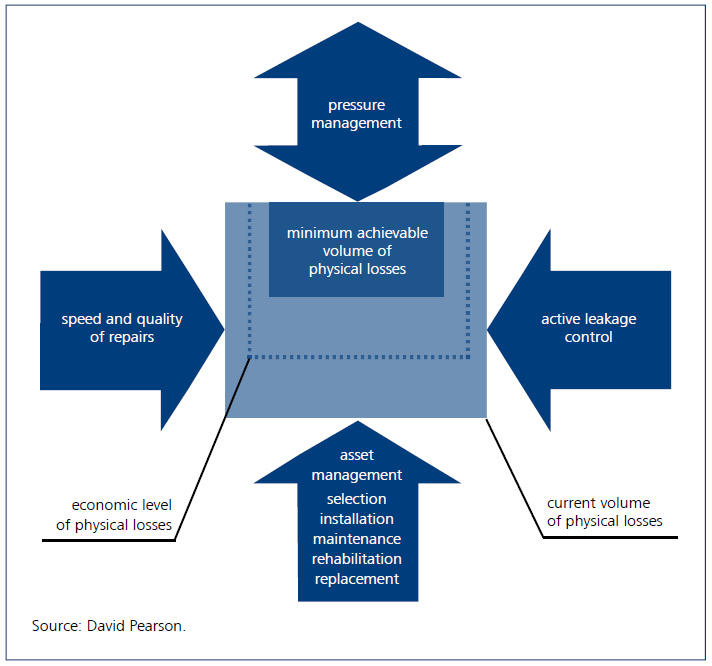 pressure
management
minimum achievable
volume of
physical losses
speed and quality
of repairs
active leakage
control
asset
management
selection
installation
maintenance
rehabilitation
replacement
economic level
of physical losses
current volume
of physical losses
Source: David Pearson.